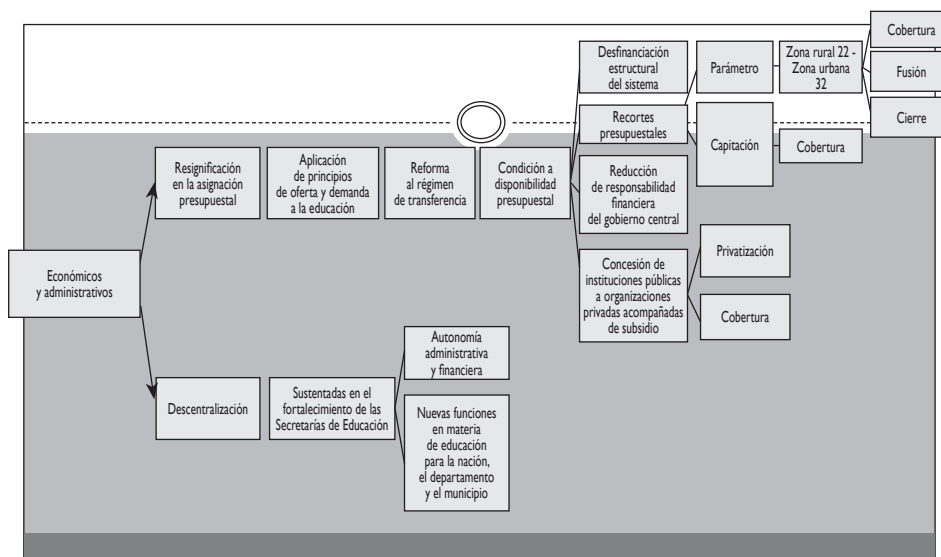 Económicos
y administrativos
Resignificación
en la asignación
presupuestal
Aplicación
de principios
de oferta y demanda
a la educación
Reforma
al régimen
de transferencia
Condición a
disponibilidad
presupuestal
Desfinanciación
estructural
del sistema
Recortes
presupuestales
Parámetro
Zona rural 22 -
Zona urbana
32
Cobertura
Fusión
Cierre
Capitación
Cobertura
Reducción
de responsabilidad
financiera
del gobierno central
Concesión de
instituciones públicas
a organizaciones
privadas acompañadas
de subsidio
Privatización
Cobertura
Descentralización
Sustentadas en el
fortalecimiento de las
Secretarías de Educación
Autonomía
administrativa
y financiera
Nuevas funciones
en materia
de educación
para la nación,
el departamento
y el municipio